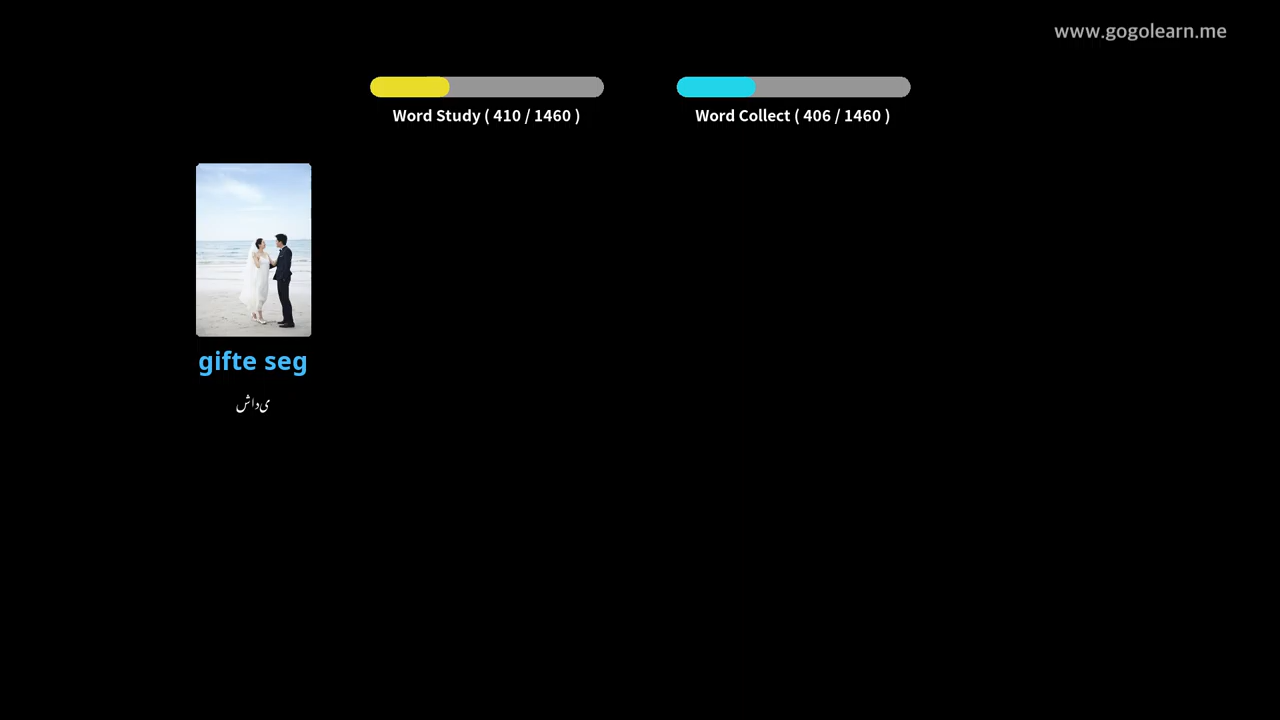 www.gogolearn.me
Word Study ( 410 / 1460 )
Word Collect ( 406 / 1460 )
gifte seg
شادی